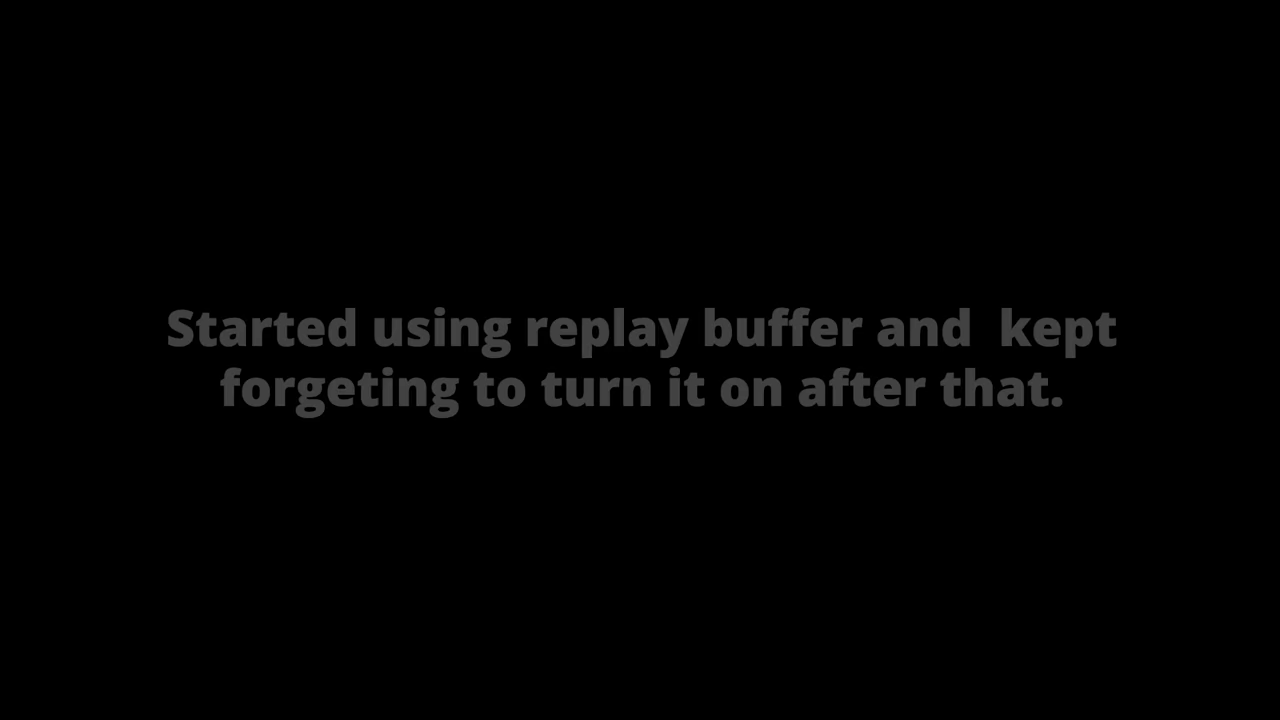 Started using replay buffer and  kept
forgeting to turn it on after that.